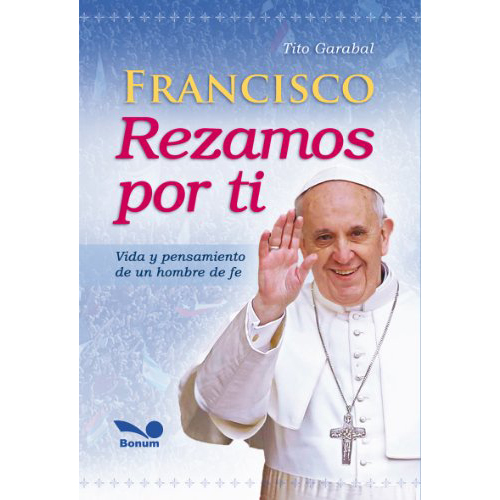 Tito Garabal
FRANCISCO
Rezamos
por ti
Vida y pensamiento
de un hombre de fe
Bonum